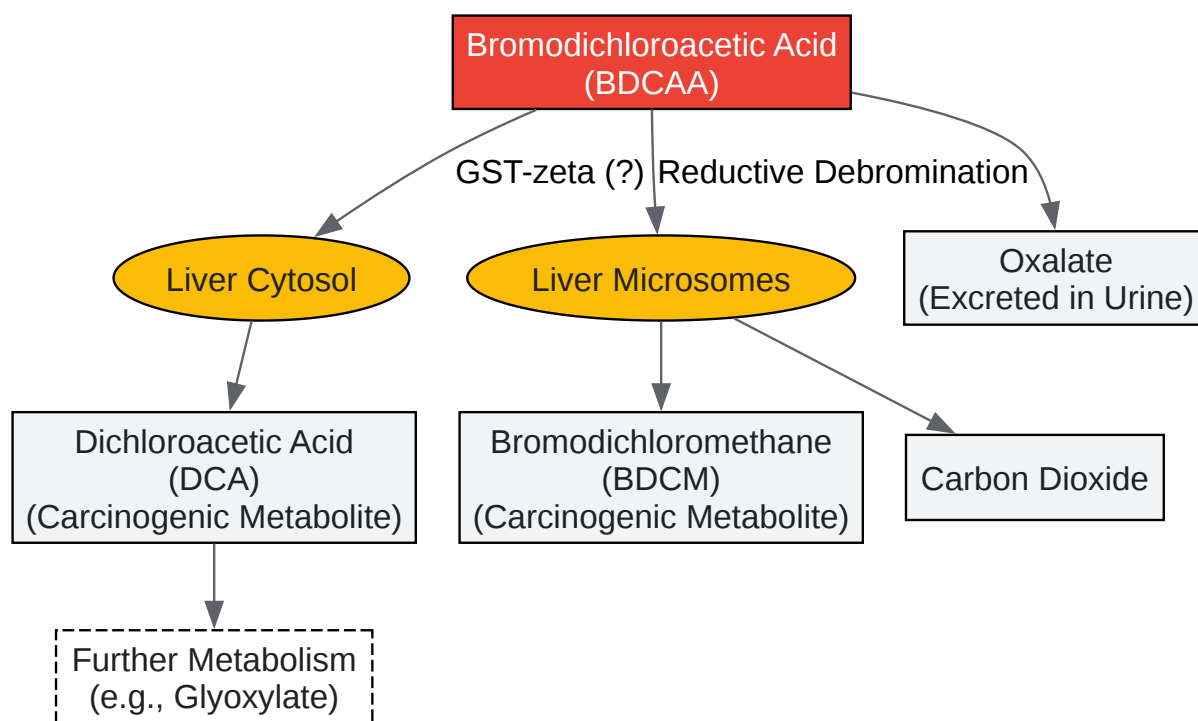 Bromodichloroacetic Acid
(BDCAA)
GST-zeta (?)
Reductive Debromination
Liver Cytosol
Liver Microsomes
Oxalate
(Excreted in Urine)
Dichloroacetic Acid
(DCA)
(Carcinogenic Metabolite)
Bromodichloromethane
(BDCM)
(Carcinogenic Metabolite)
Carbon Dioxide
Further Metabolism
(e.g., Glyoxylate)